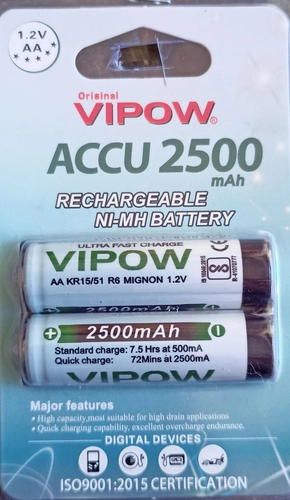 1.2V
AA
Original
VIPOW®
ACCU 2500
mAh
RECHARGEABLE
NI-MH BATTERY
ULTRA FAST CHARGE
VIPOW
AA KR15/51 R6 MIGNON 1.2V
CE
2500mAh
+ 2500mAh -
Standard charge: 7.5 Hrs at 500mA
Quick charge: 72Mins at 2500mA
VIPOW
Major features
• High capacity,most suitable for high drain applications
• Quick charging capability, excellent overcharge endurance.
DIGITAL DEVICES
ISO9001:2015 CERTIFICATION